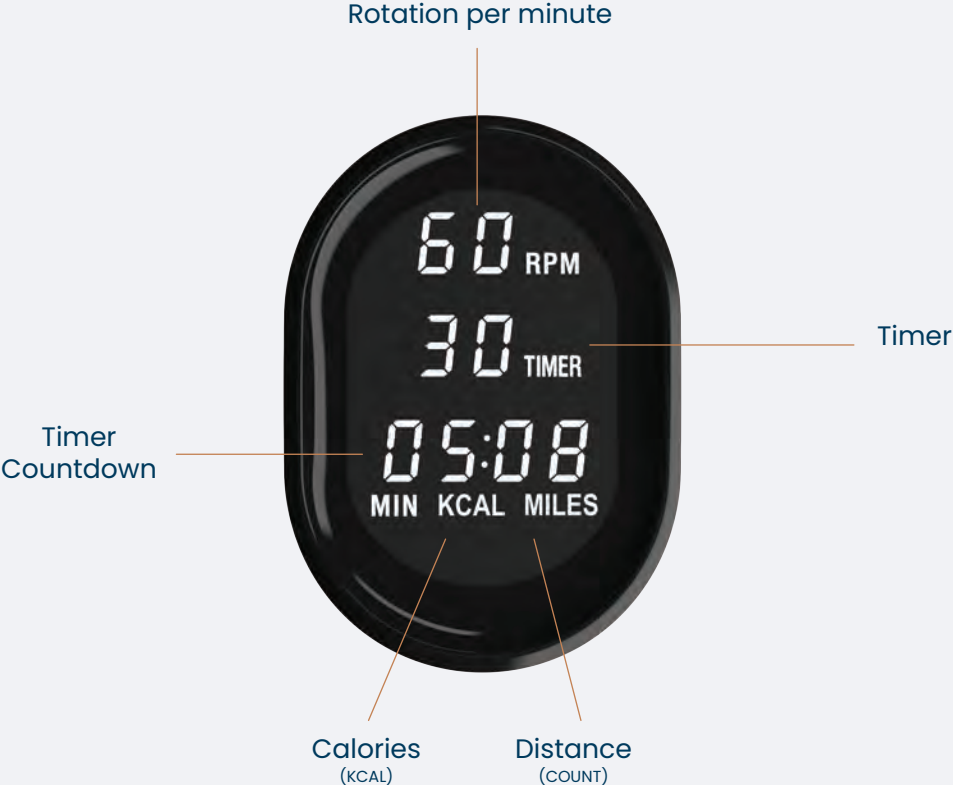 Rotation per minute
60 RPM
30 TIMER
Timer
Timer
Countdown
05:08
MIN KCAL MILES
Calories
(KCAL)
Distance
(COUNT)